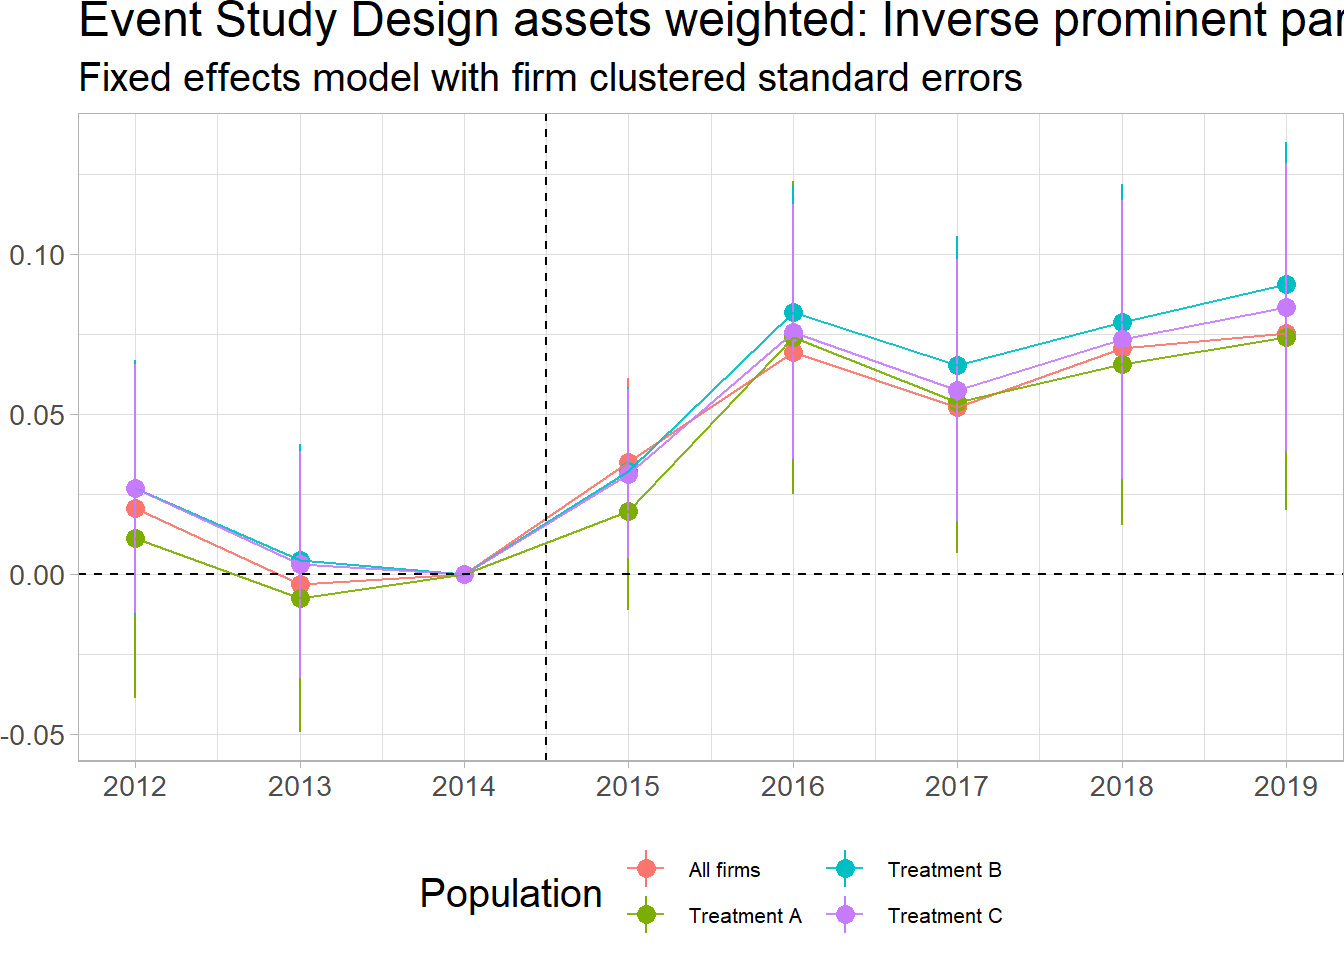 Event Study Design assets weighted: Inverse prominent
Fixed effects model with firm clustered standard errors
0.10
0.05
0.00
-0.05
2012 2013 2014 2015 2016 2017 2018 2019
Population
All firms
Treatment A
Treatment B
Treatment C